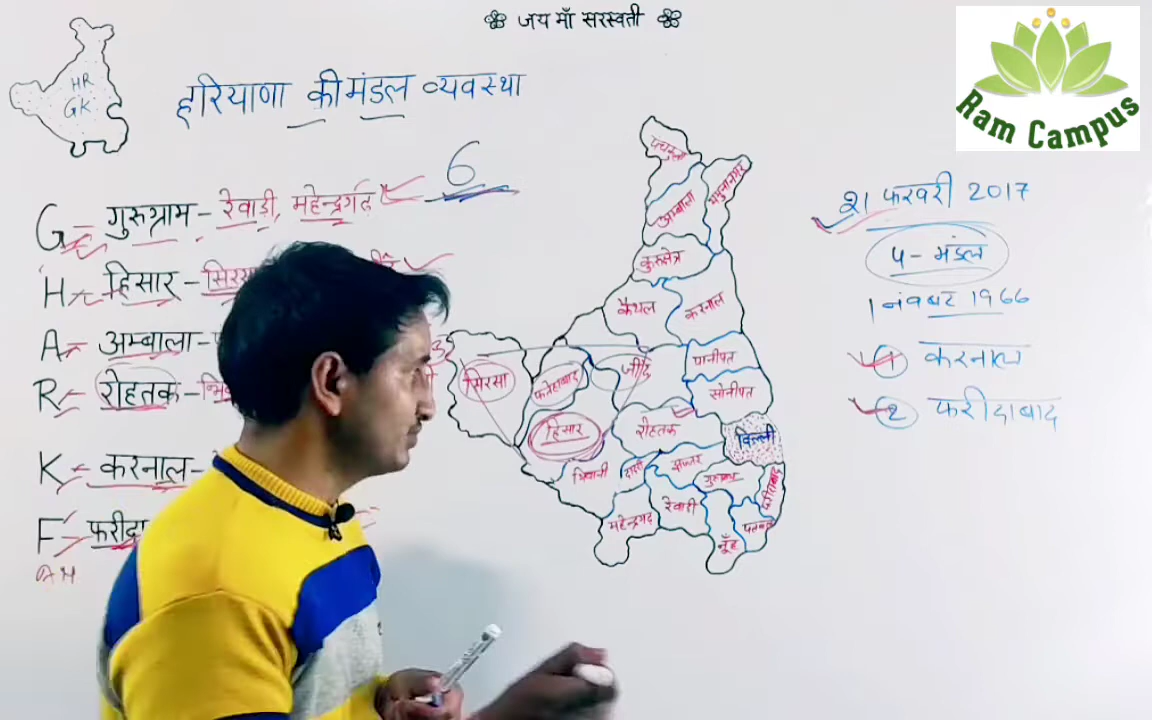 जय माँ सरस्वती
HR
GK
हरियाणा की मंडल व्यवस्था
Ram Campus
6
G - गुरुग्राम - रेवाड़ी, महेन्द्रगढ़
H - हिसार - सिरसा
A - अम्बाला -
R - रोहतक -
K - करनाल -
F - फरीदा
21 फरवरी 2017
4 - मंडल
1 नंवबर 1966
1 करनाल
2 फरीदाबाद
पंचकुला
अम्बाला
यमुनानगर
कुरुक्षेत्र
कैथल
करनाल
सिरसा
फतेहाबाद
जींद
पानीपत
सोनीपत
हिसार
रोहतक
दिल्ली
भिवानी
दादरी
झज्जर
गुरुग्राम
फरीदाबाद
महेन्द्रगढ़
रेवाड़ी
नूँह
पलवल